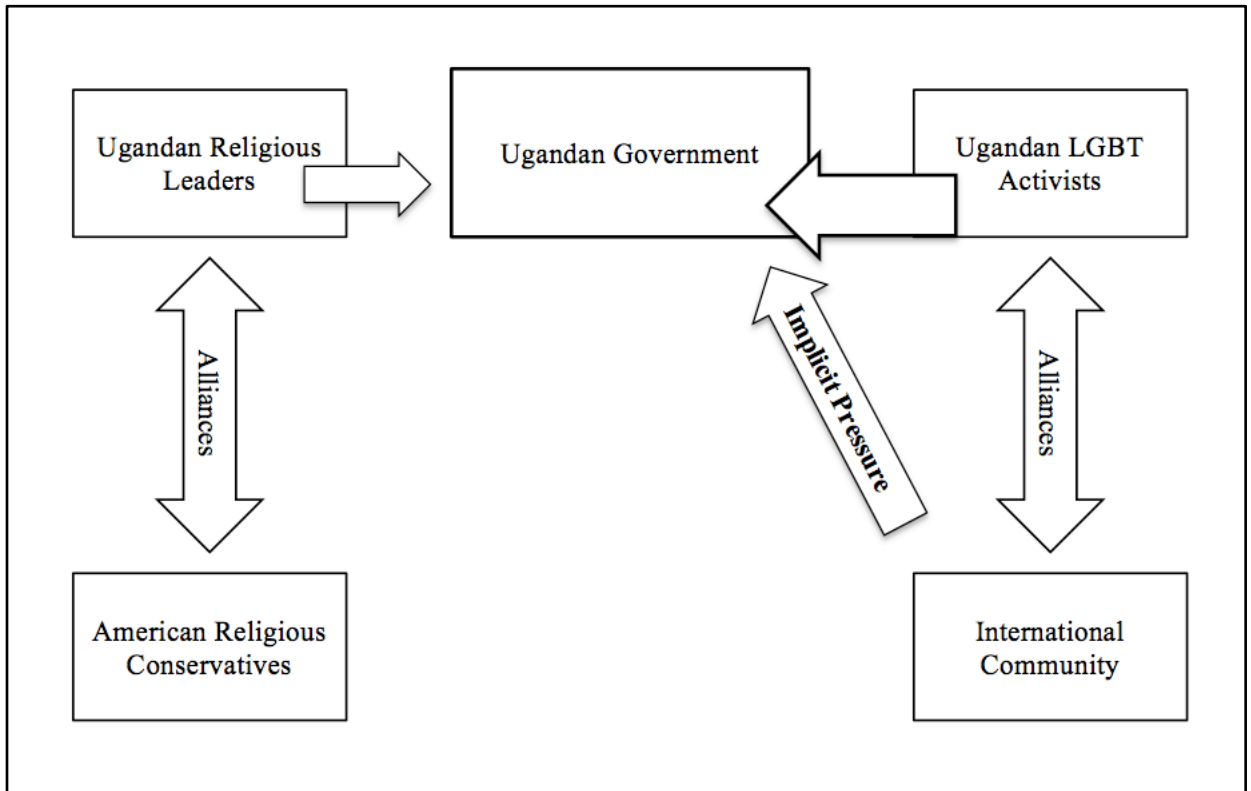 Ugandan Religious
Leaders
Ugandan Government
Ugandan LGBT
Activists
Alliances
Implicit Pressure
Alliances
American Religious
Conservatives
International
Community